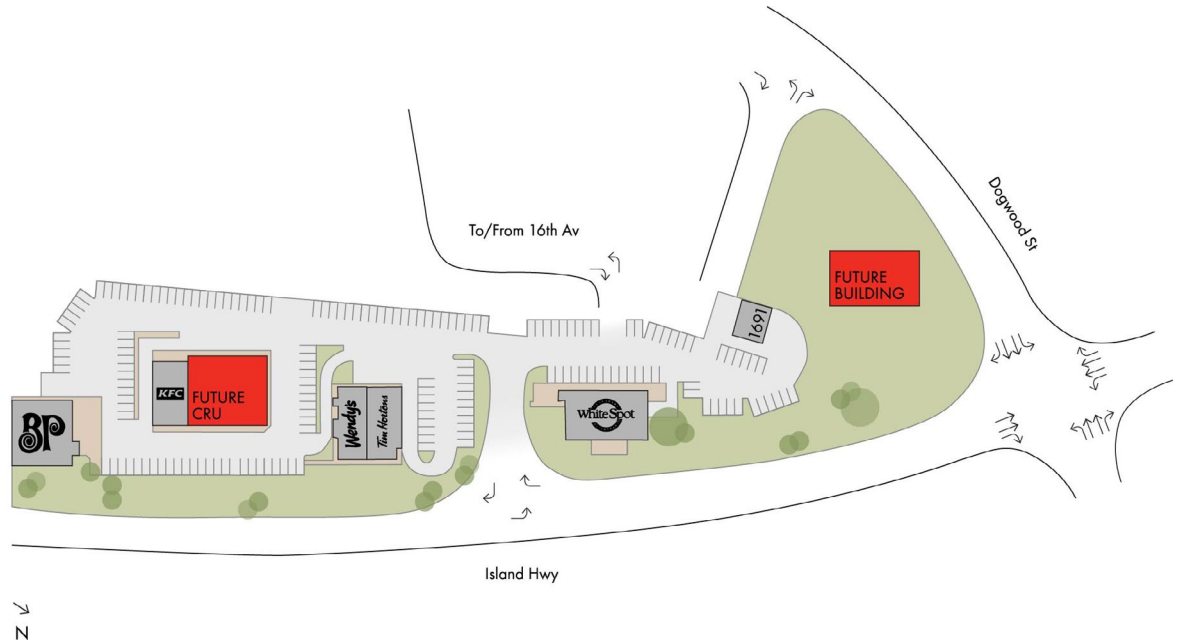 Dogwood St
To/From 16th Av
FUTURE
BUILDING
1691
KFC
FUTURE
CRU
Wendy's
Tim Hortons
White Spot
BP
Island Hwy
N